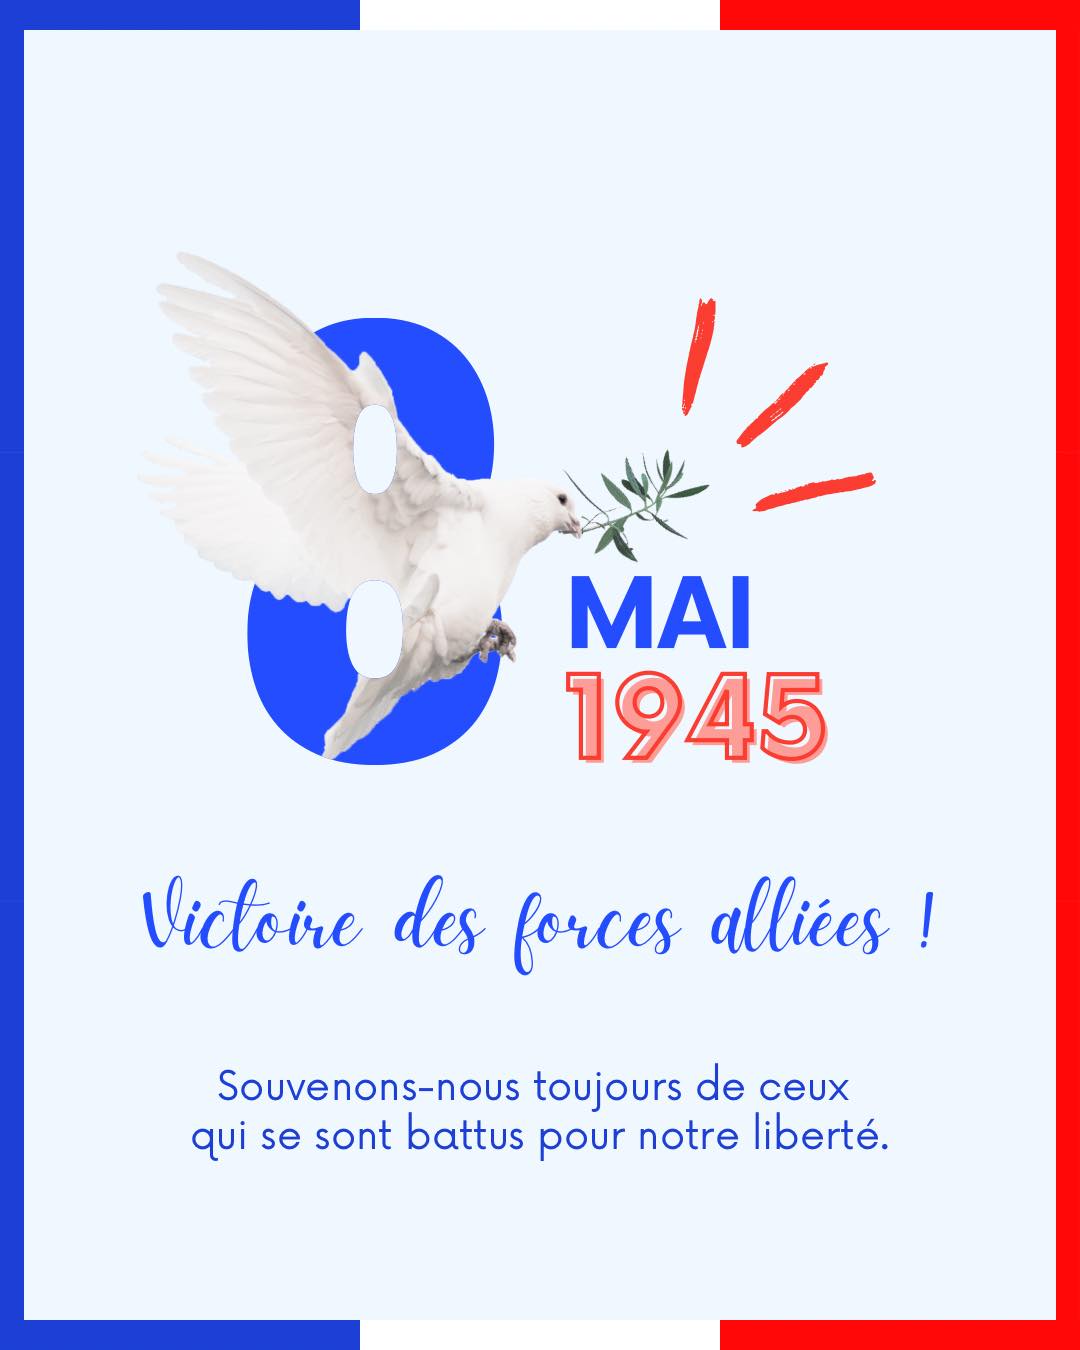 8
MAI
1945
Victoire des forces alliées !
Souvenons-nous toujours de ceux
qui se sont battus pour notre liberté.